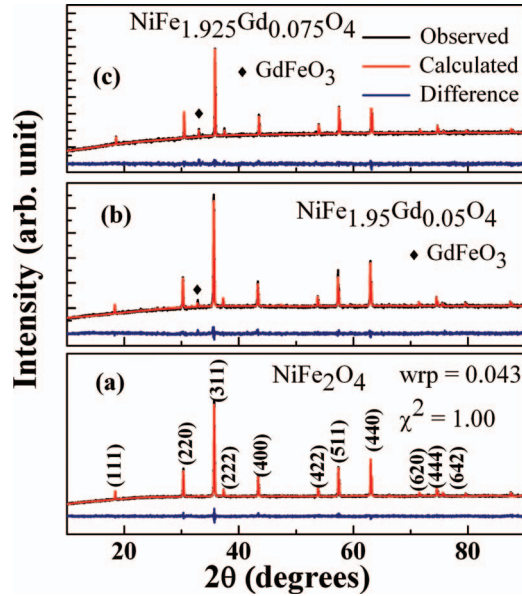 NiFe1.925Gd0.075O4
Observed
(c)
♦ GdFeO3
Calculated
♦
Difference
(b)
NiFe1.95Gd0.05O4
♦ GdFeO3
♦
(a)
NiFe2O4
wrp = 0.043
χ2 = 1.00
(111)
(220)
(311)
(222)
(400)
(422)
(511)
(440)
(620)
(444)
(642)
Intensity (arb. unit)
20 40 60 80
2θ (degrees)